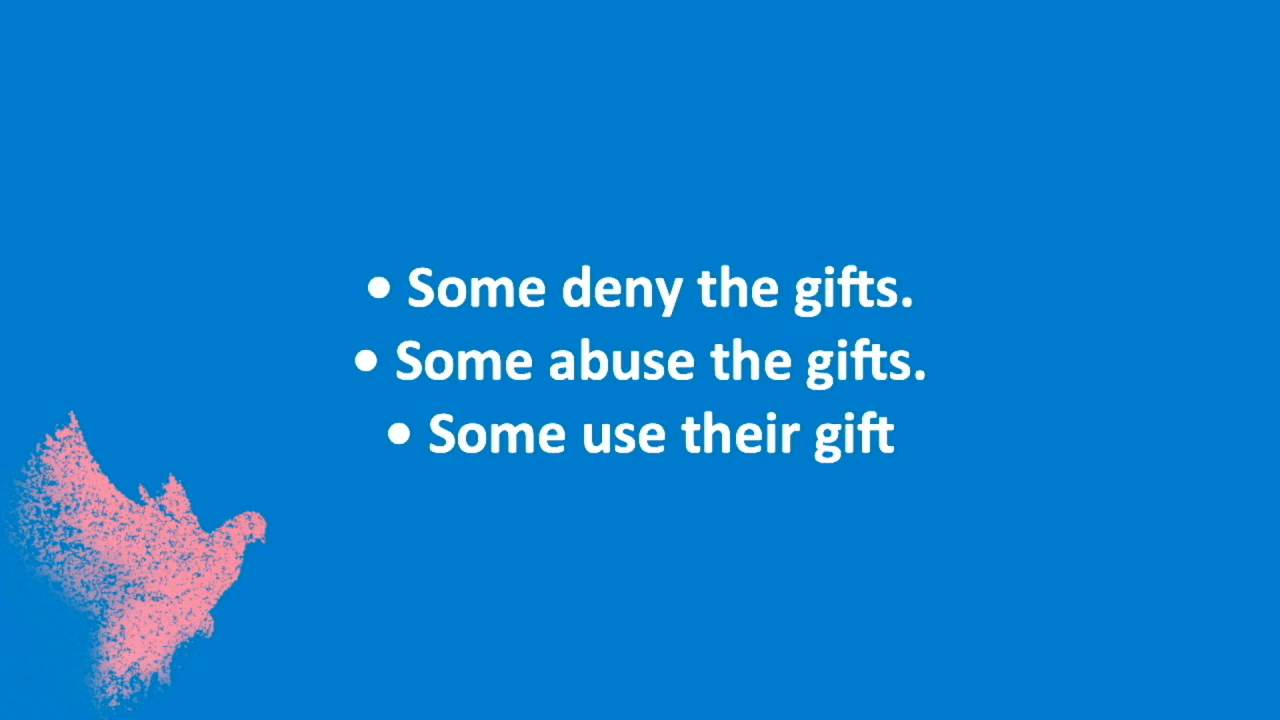 • Some deny the gifts.
• Some abuse the gifts.
• Some use their gift